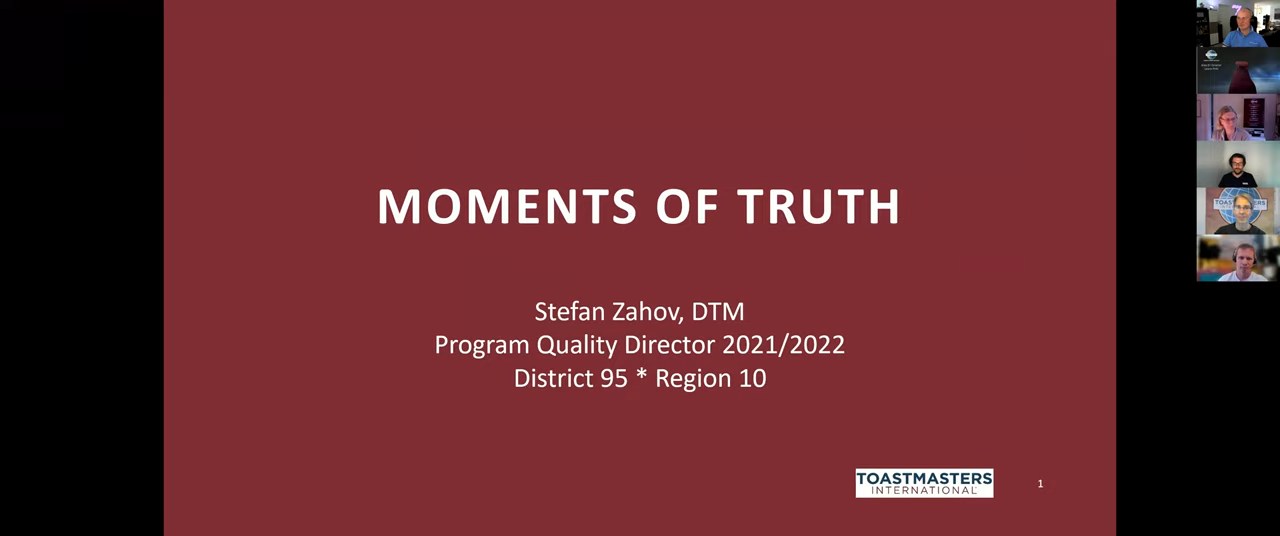 MOMENTS OF TRUTH
Stefan Zahov, DTM
Program Quality Director 2021/2022
District 95 * Region 10
TOASTMASTERS
INTERNATIONAL
1